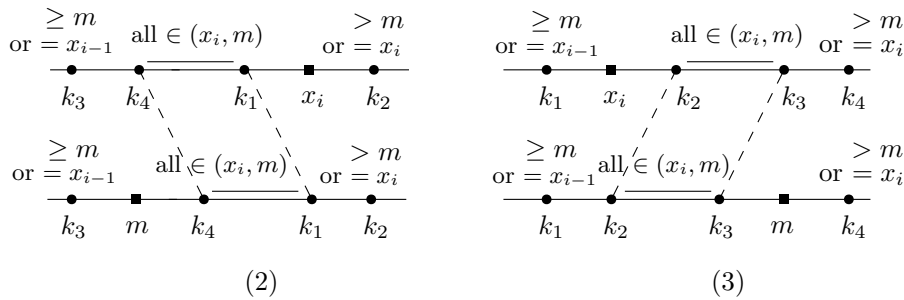 ≥ m
or = x_{i−1}
all ∈ (x_i, m)
> m
or = x_i
k_3 k_4 k_1 x_i k_2
≥ m
or = x_{i−1}
all ∈ (x_i, m)
> m
or = x_i
k_3 m k_4 k_1 k_2
(2)
≥ m
or = x_{i−1}
all ∈ (x_i, m)
> m
or = x_i
k_1 x_i k_2 k_3 k_4
≥ m
or = x_{i−1}
all ∈ (x_i, m)
> m
or = x_i
k_1 k_2 k_3 m k_4
(3)